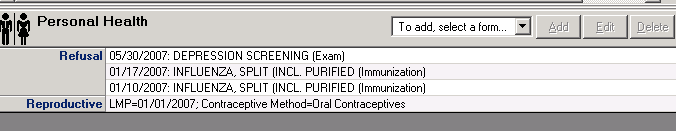 Personal Health
To add, select a form... Add Edit Delete
Refusal 05/30/2007: DEPRESSION SCREENING (Exam)
01/17/2007: INFLUENZA, SPLIT (INCL. PURIFIED (Immunization)
01/10/2007: INFLUENZA, SPLIT (INCL. PURIFIED (Immunization)
Reproductive LMP=01/01/2007; Contraceptive Method=Oral Contraceptives